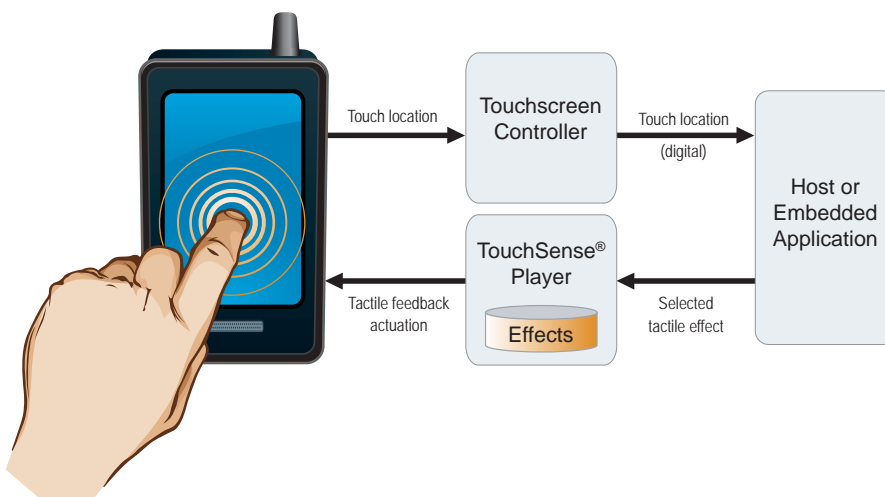 Touch location
Touchscreen
Controller
Touch location
(digital)
Host or
Embedded
Application
TouchSense®
Player
Effects
Tactile feedback
actuation
Selected
tactile effect